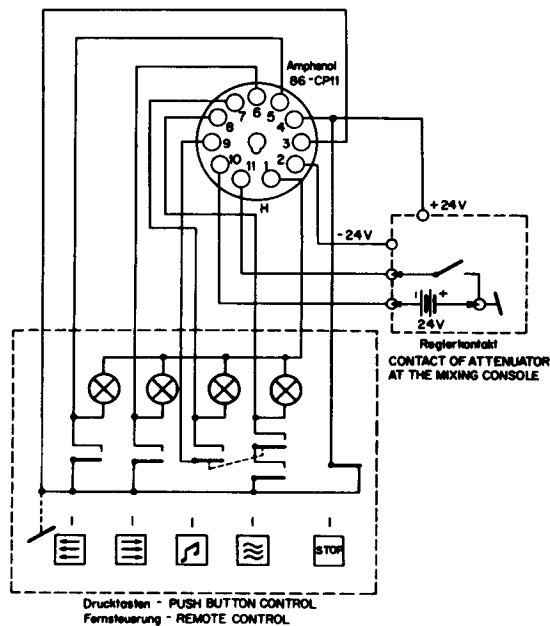 Amphenol
86-CP11
6
7
5
8
4
9
3
10
11
1
2
H
+24V
-24V
+
24V
Reglerkontakt
CONTACT OF ATTENUATOR
AT THE MIXING CONSOLE
STOP
Drucktasten - PUSH BUTTON CONTROL
Fernsteuerung - REMOTE CONTROL